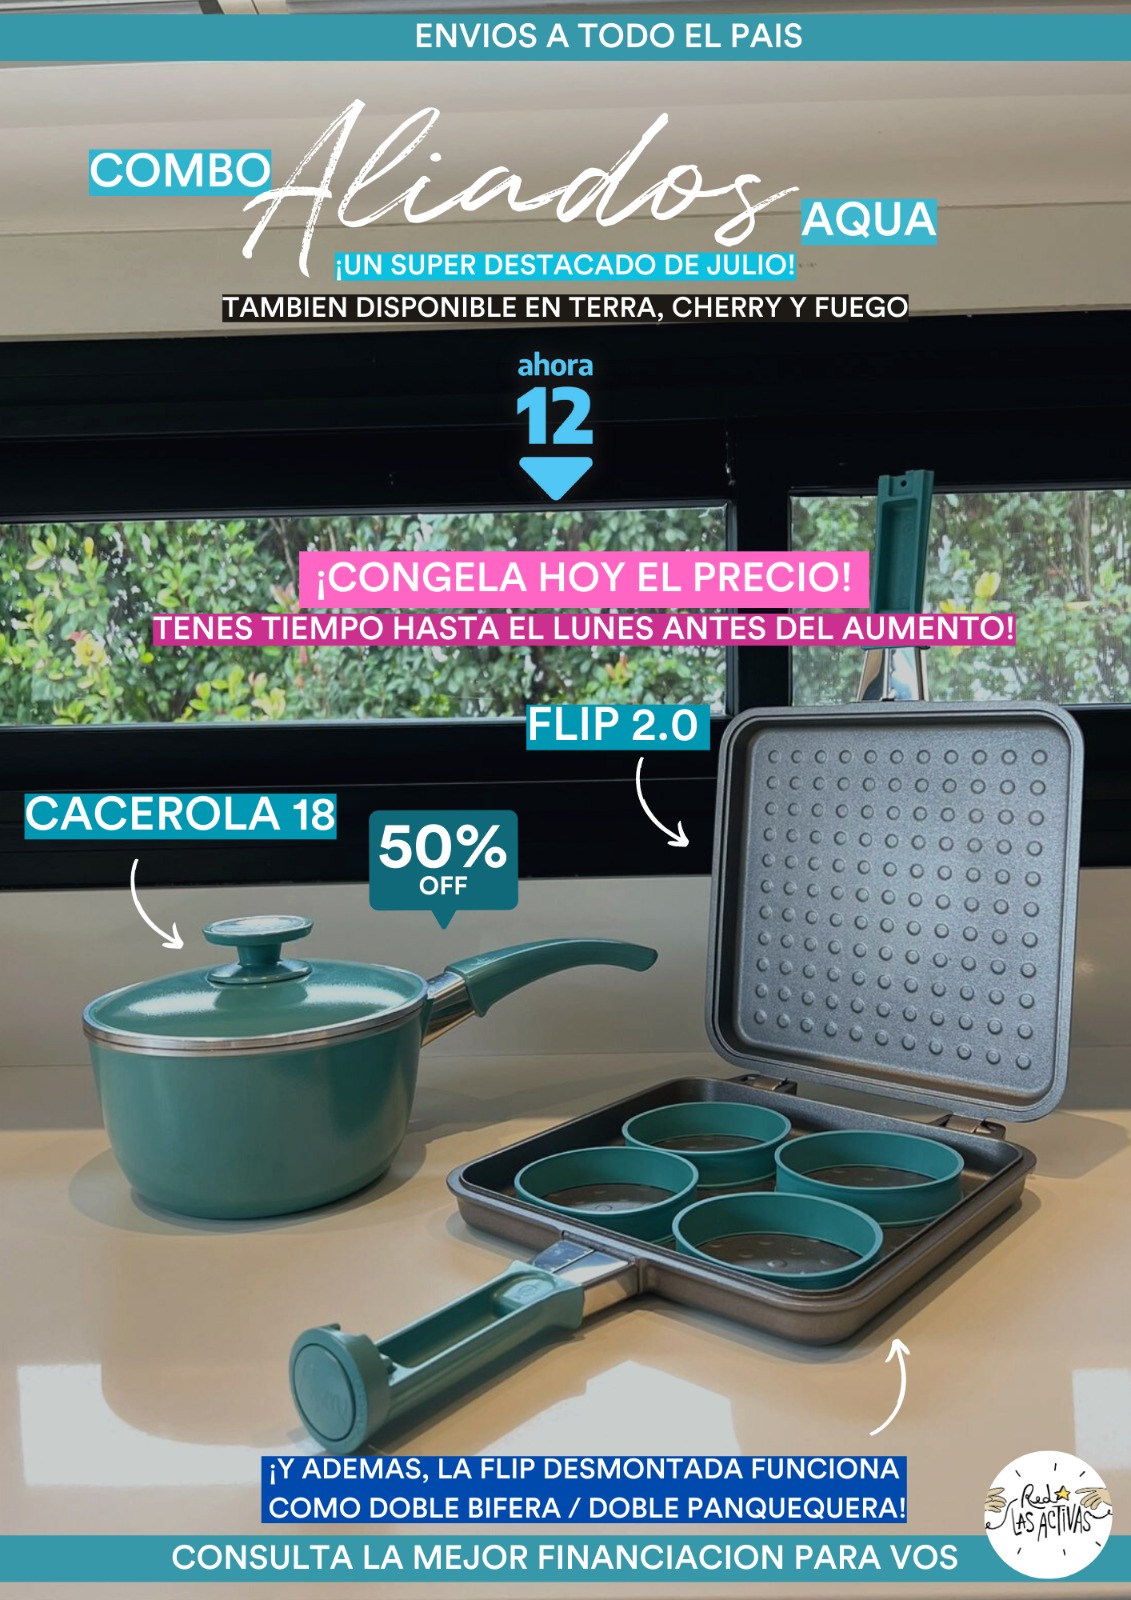 ENVIOS A TODO EL PAIS
COMBO Aliados AQUA
¡UN SUPER DESTACADO DE JULIO!
TAMBIEN DISPONIBLE EN TERRA, CHERRY Y FUEGO
ahora
12
¡CONGELA HOY EL PRECIO!
TENES TIEMPO HASTA EL LUNES ANTES DEL AUMENTO!
FLIP 2.0
CACEROLA 18
50%
OFF
¡Y ADEMAS, LA FLIP DESMONTADA FUNCIONA
COMO DOBLE BIFERA / DOBLE PANQUEQUERA!
Red
LAS ACTIVAS
CONSULTA LA MEJOR FINANCIACION PARA VOS